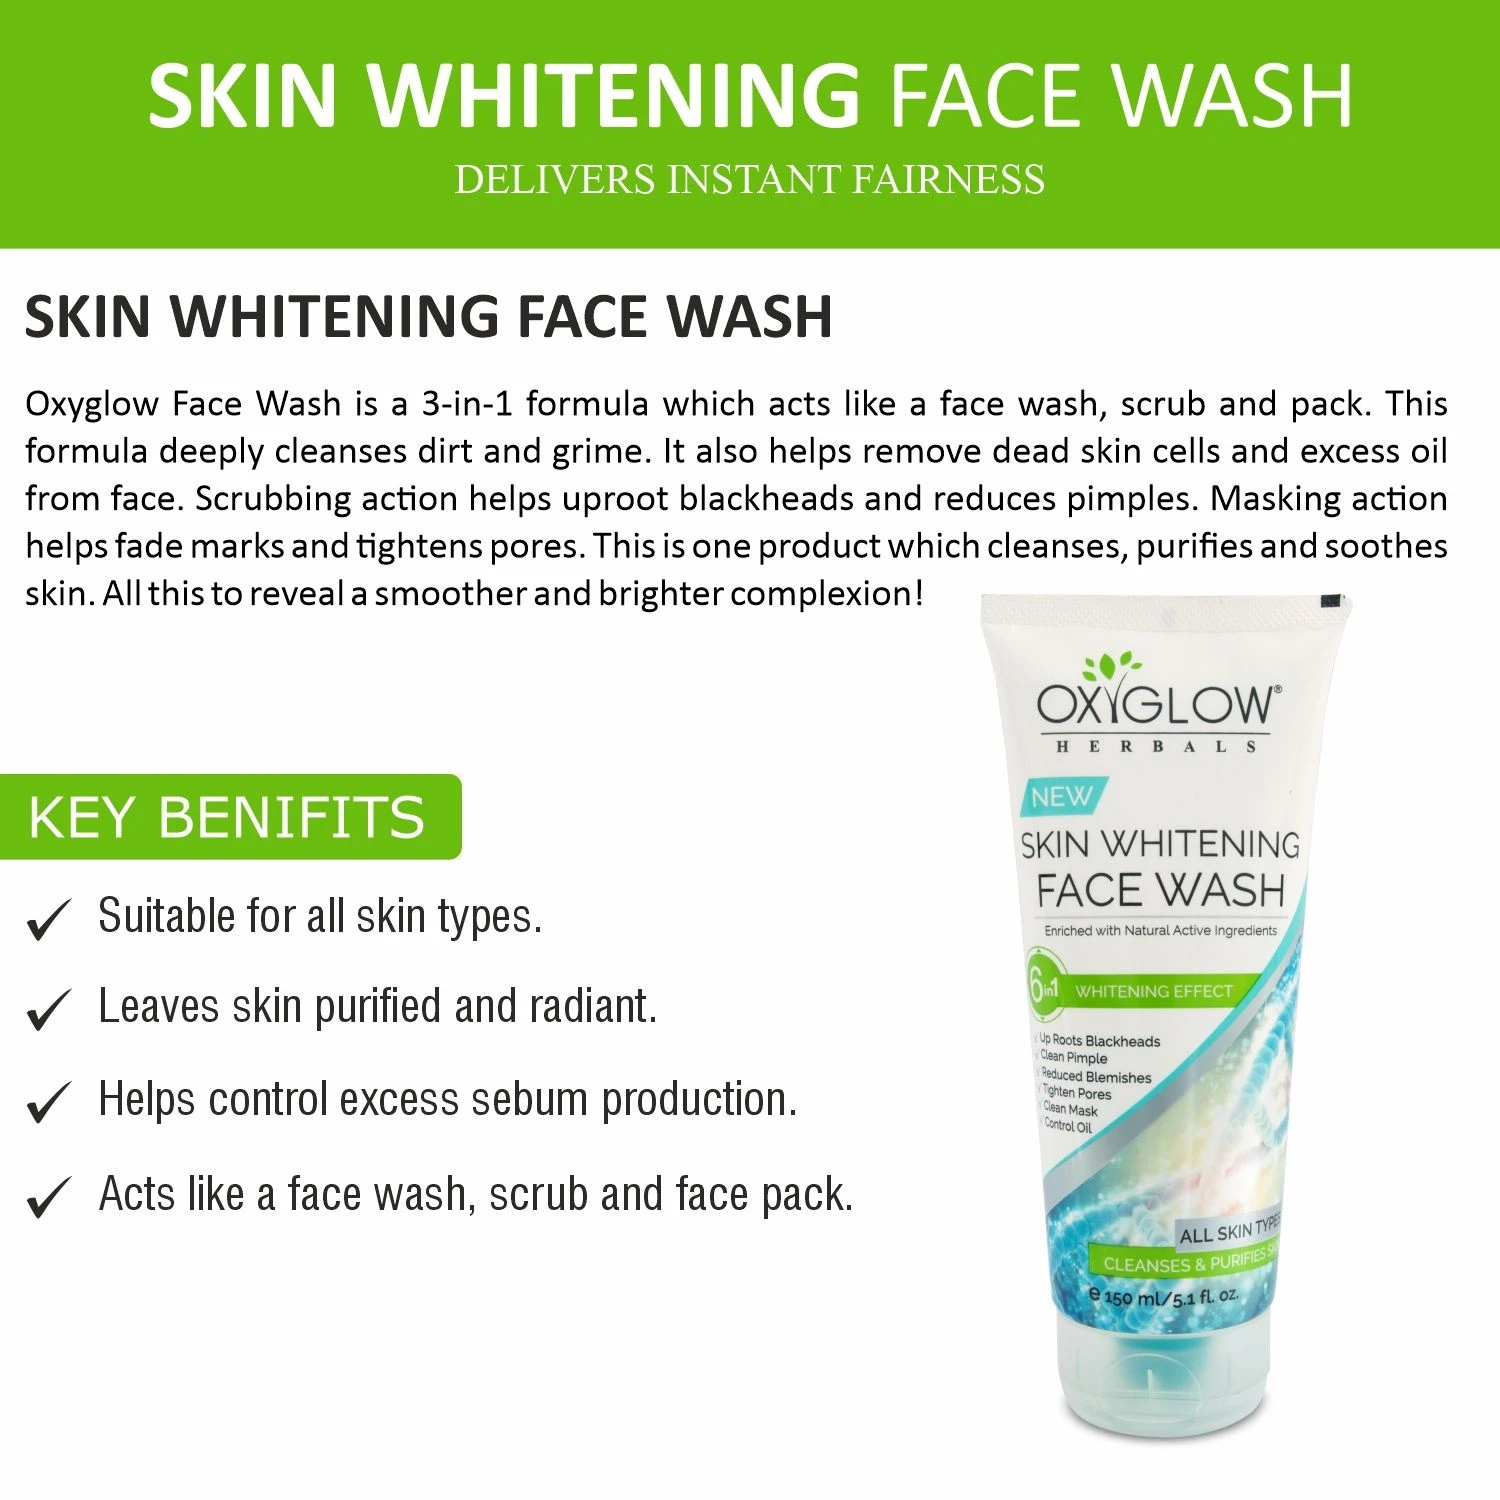 SKIN WHITENING FACE WASH
DELIVERS INSTANT FAIRNESS
SKIN WHITENING FACE WASH
Oxyglow Face Wash is a 3-in-1 formula which acts like a face wash, scrub and pack. This
formula deeply cleanses dirt and grime. It also helps remove dead skin cells and excess oil
from face. Scrubbing action helps uproot blackheads and reduces pimples. Masking action
helps fade marks and tightens pores. This is one product which cleanses, purifies and soothes
skin. All this to reveal a smoother and brighter complexion!
KEY BENIFITS
Suitable for all skin types.
Leaves skin purified and radiant.
Helps control excess sebum production.
Acts like a face wash, scrub and face pack.
OXYGLOW®
HERBALS
NEW
SKIN WHITENING
FACE WASH
Enriched with Natural Active Ingredients
6 in 1 WHITENING EFFECT
Up Roots Blackheads
Clean Pimple
Reduced Blemishes
Tighten Pores
Clean Mask
Control Oil
ALL SKIN TYPES
CLEANSES & PURIFIES
e 150 ml/5.1 fl. oz.